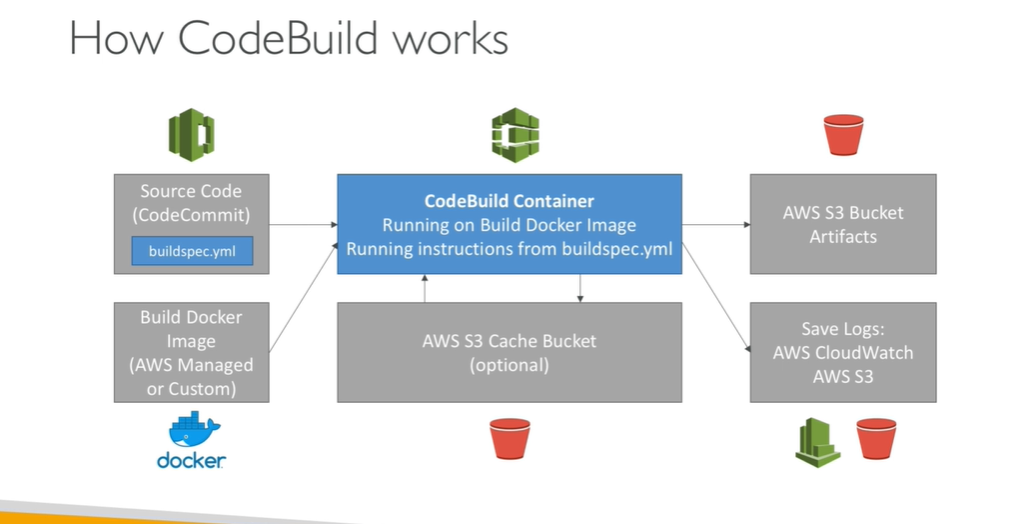 How CodeBuild works
Source Code
(CodeCommit)
buildspec.yml
CodeBuild Container
Running on Build Docker Image
Running instructions from buildspec.yml
AWS S3 Bucket
Artifacts
Build Docker
Image
(AWS Managed
or Custom)
AWS S3 Cache Bucket
(optional)
Save Logs:
AWS CloudWatch
AWS S3
docker